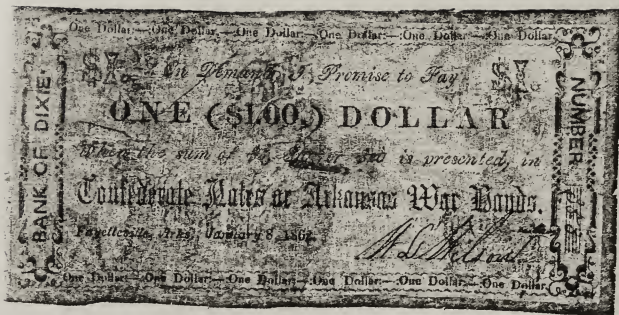 One Dollar:—:One Dollar:—:One Dollar:—:One Dollar:—:One Dollar:—:One Dollar
BANK OF DIXIE
On Demand, I Promise to Pay
ONE ($1.00,) DOLLAR
When the sum of or is presented, in
Confederate Notes or Arkansas War Bonds.
Fayetteville, Ark., January 8, 1862
NUMBER
One Dollar:—:One Dollar:—:One Dollar:—:One Dollar:—:One Dollar:—:One Dollar